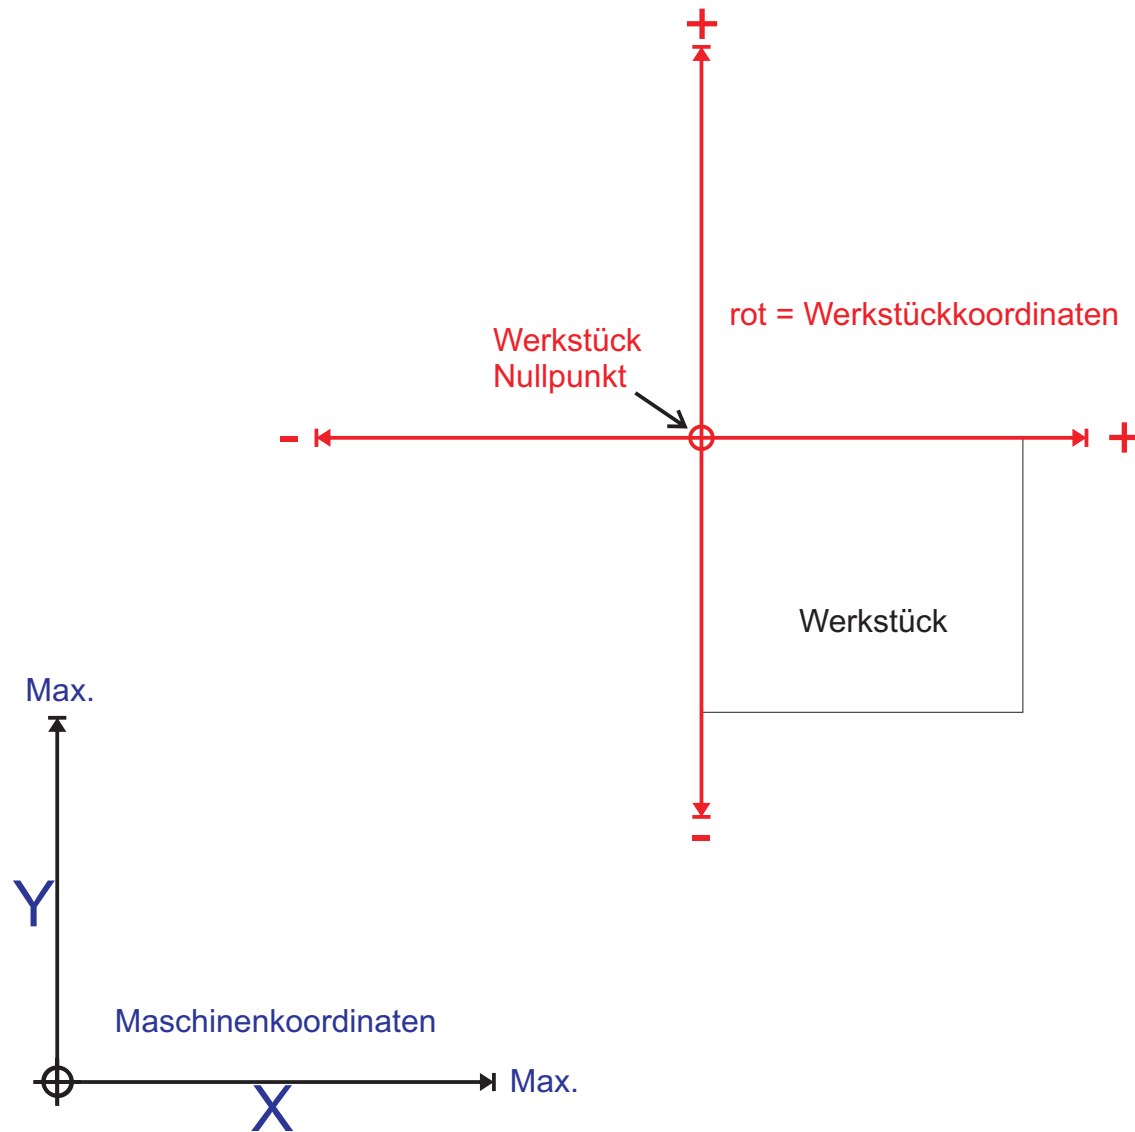 +
rot = Werkstückkoordinaten
Werkstück
Nullpunkt
- +
Werkstück
Max.
-
Y
Maschinenkoordinaten
Max.
X